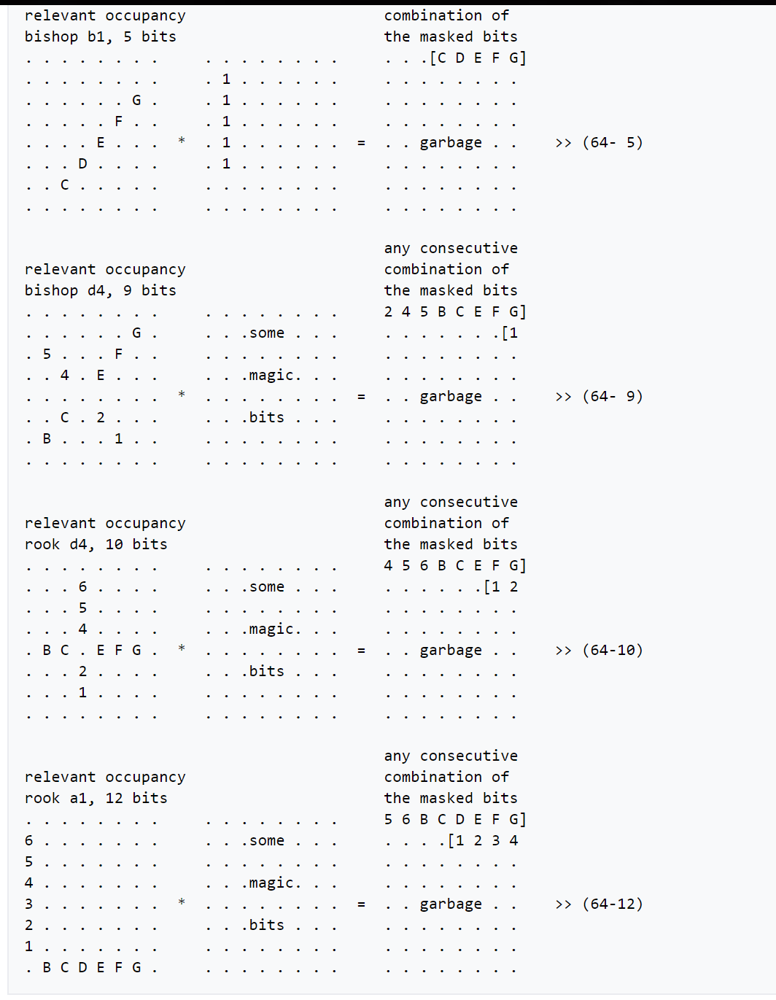 relevant occupancy                      combination of
bishop b1, 5 bits                       the masked bits
. . . . . . . .     . . . . . . . .     . . .[C D E F G]
. . . . . . . .     . 1 . . . . . .     . . . . . . . .
. . . . . . G .     . 1 . . . . . .     . . . . . . . .
. . . . . F . .     . 1 . . . . . .     . . . . . . . .
. . . . E . . .  *  . 1 . . . . . .  =  . . garbage . .    >> (64- 5)
. . . D . . . .     . 1 . . . . . .     . . . . . . . .
. . C . . . . .     . . . . . . . .     . . . . . . . .
. . . . . . . .     . . . . . . . .     . . . . . . . .

                                        any consecutive
relevant occupancy                      combination of
bishop d4, 9 bits                       the masked bits
. . . . . . . .     . . . . . . . .     2 4 5 B C E F G]
. . . . . . G .     . . .some . . .     . . . . . . .[1
. 5 . . . F . .     . . . . . . . .     . . . . . . . .
. . 4 . E . . .     . . .magic. . .     . . . . . . . .
. . . . . . . .  *  . . . . . . . .  =  . . garbage . .    >> (64- 9)
. . C . 2 . . .     . . .bits . . .     . . . . . . . .
. B . . . 1 . .     . . . . . . . .     . . . . . . . .
. . . . . . . .     . . . . . . . .     . . . . . . . .

                                        any consecutive
relevant occupancy                      combination of
rook d4, 10 bits                        the masked bits
. . . . . . . .     . . . . . . . .     4 5 6 B C E F G]
. . . 6 . . . .     . . .some . . .     . . . . . .[1 2
. . . 5 . . . .     . . . . . . . .     . . . . . . . .
. . . 4 . . . .     . . .magic. . .     . . . . . . . .
. B C . E F G .  *  . . . . . . . .  =  . . garbage . .    >> (64-10)
. . . 2 . . . .     . . .bits . . .     . . . . . . . .
. . . 1 . . . .     . . . . . . . .     . . . . . . . .
. . . . . . . .     . . . . . . . .     . . . . . . . .

                                        any consecutive
relevant occupancy                      combination of
rook a1, 12 bits                        the masked bits
. . . . . . . .     . . . . . . . .     5 6 B C D E F G]
6 . . . . . . .     . . .some . . .     . . . .[1 2 3 4
5 . . . . . . .     . . . . . . . .     . . . . . . . .
4 . . . . . . .     . . .magic. . .     . . . . . . . .
3 . . . . . . .  *  . . . . . . . .  =  . . garbage . .    >> (64-12)
2 . . . . . . .     . . .bits . . .     . . . . . . . .
1 . . . . . . .     . . . . . . . .     . . . . . . . .
. B C D E F G .     . . . . . . . .     . . . . . . . .